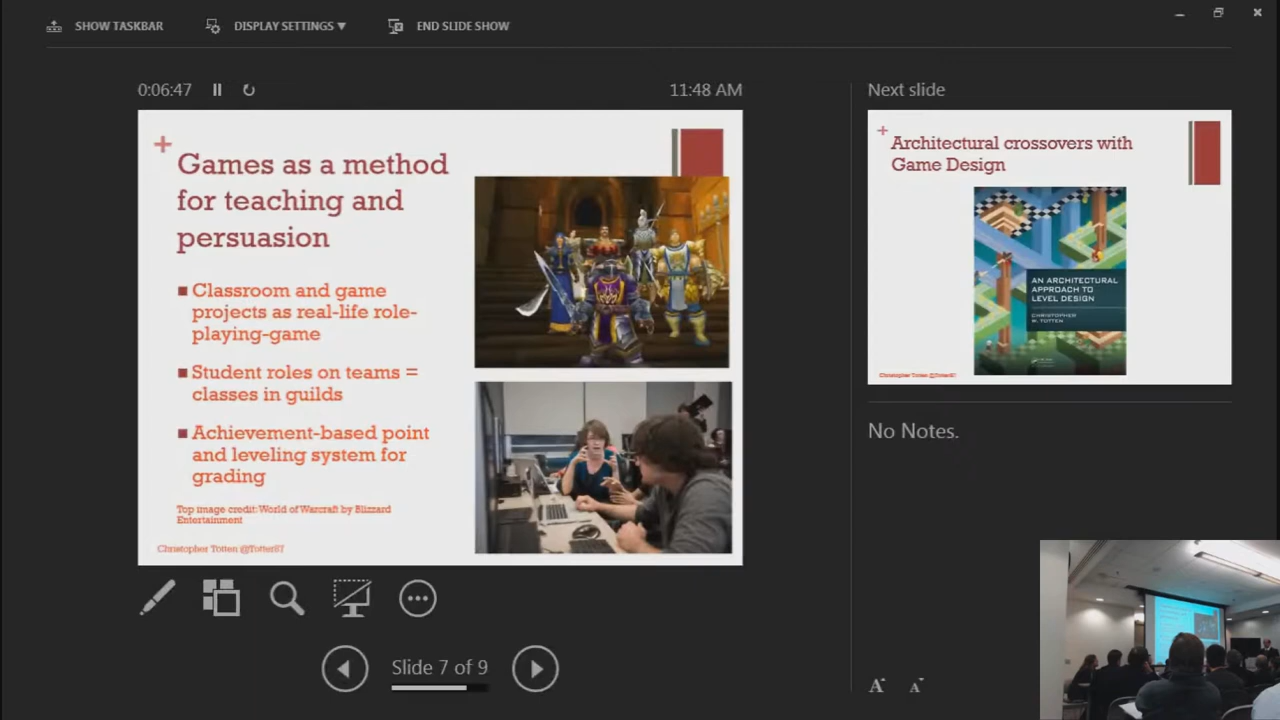 SHOW TASKBAR
DISPLAY SETTINGS ▼
END SLIDE SHOW
0:06:47
11:48 AM
+
Games as a method
for teaching and
persuasion
■ Classroom and game
projects as real-life role-
playing-game
■ Student roles on teams =
classes in guilds
■ Achievement-based point
and leveling system for
grading
Top image credit: World of Warcraft by Blizzard
Entertainment
Christopher Totten @Totter87
Slide 7 of 9
Next slide
+
Architectural crossovers with
Game Design
AN ARCHITECTURAL
APPROACH TO
LEVEL DESIGN
CHRISTOPHER
W. TOTTEN
Christopher Totten @Totter87
No Notes.
A A